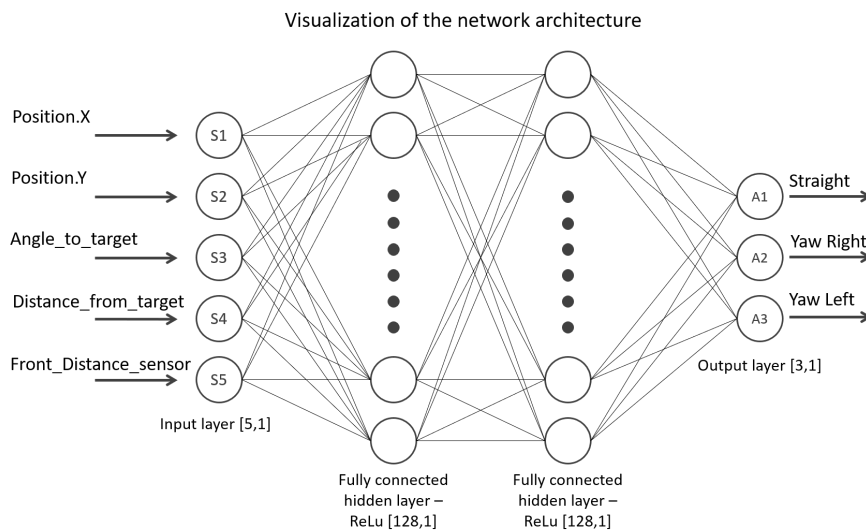 Visualization of the network architecture
Position.X
S1
Position.Y
S2
Angle_to_target
S3
Distance_from_target
S4
Front_Distance_sensor
S5
Input layer [5,1]
Fully connected
hidden layer –
ReLu [128,1]
Fully connected
hidden layer –
ReLu [128,1]
A1
Straight
A2
Yaw Right
A3
Yaw Left
Output layer [3,1]